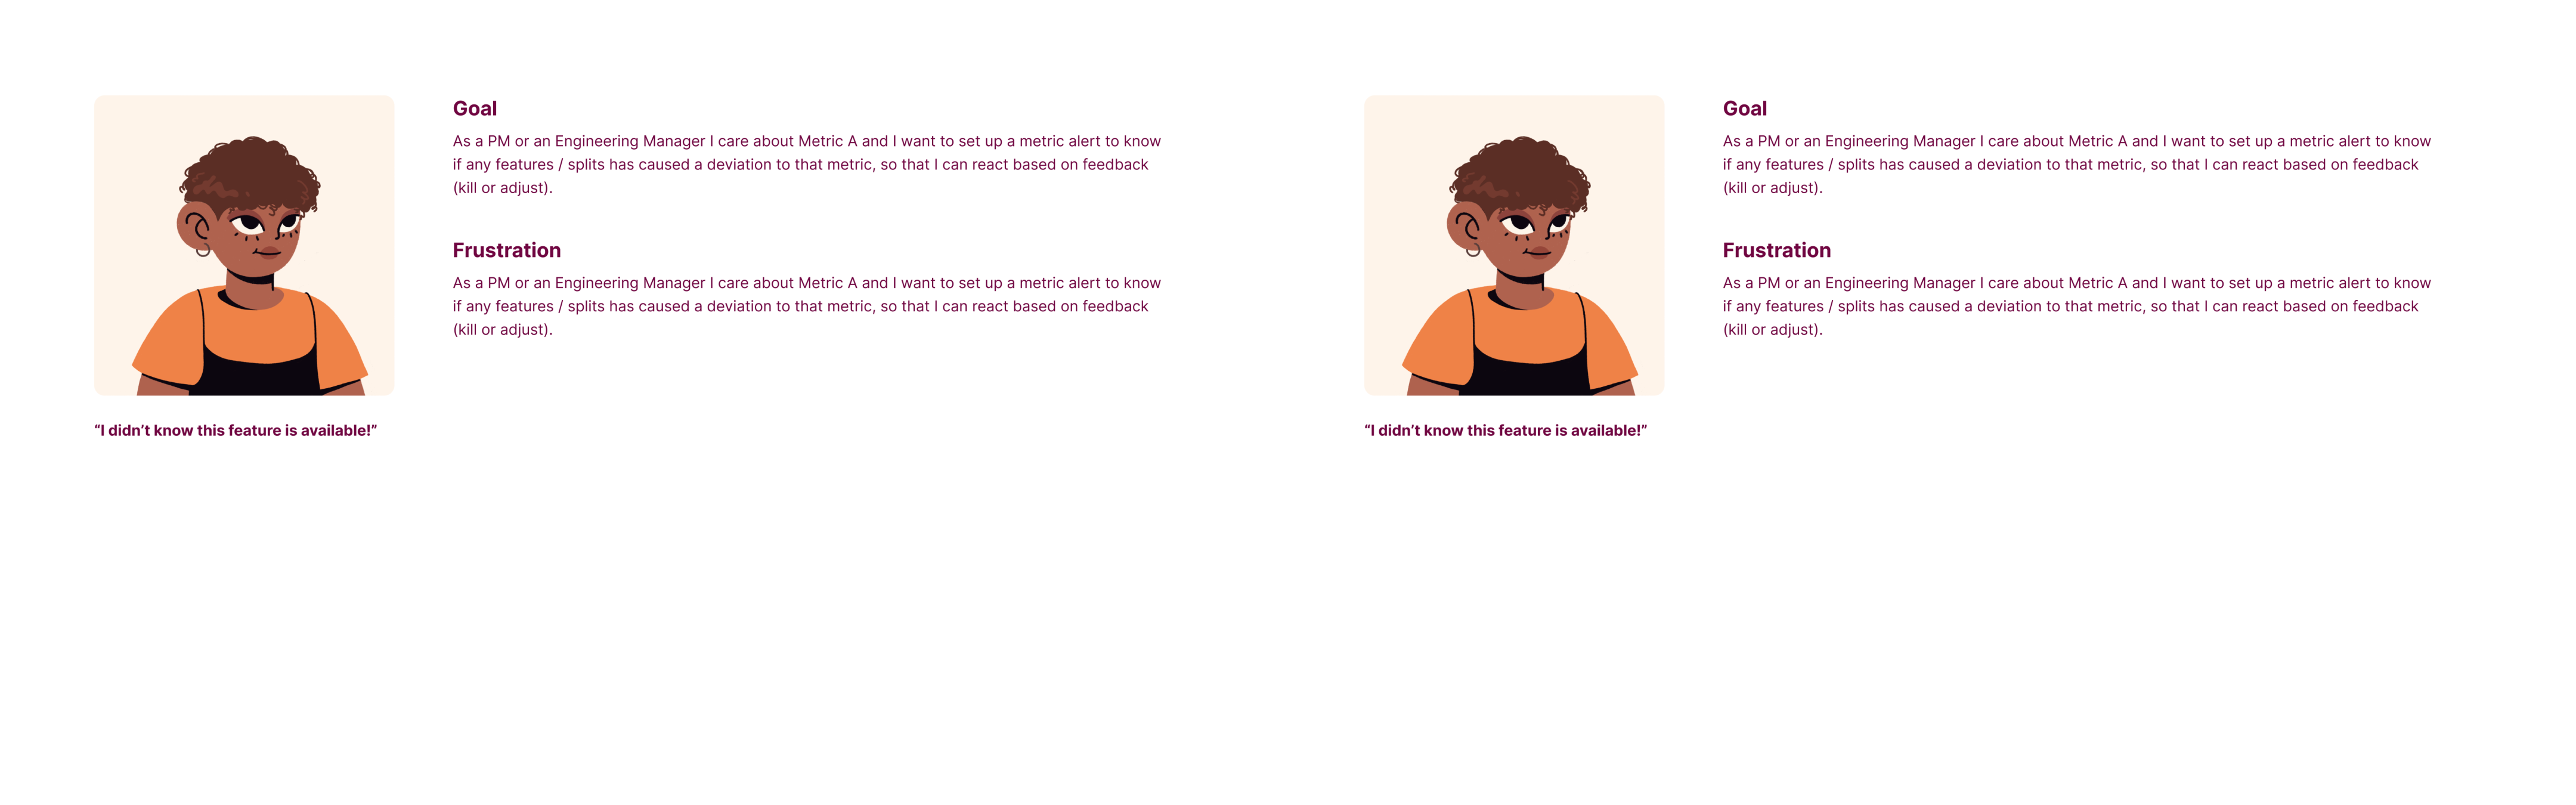 Goal
As a PM or an Engineering Manager I care about Metric A and I want to set up a metric alert to know
if any features / splits has caused a deviation to that metric, so that I can react based on feedback
(kill or adjust).
Frustration
As a PM or an Engineering Manager I care about Metric A and I want to set up a metric alert to know
if any features / splits has caused a deviation to that metric, so that I can react based on feedback
(kill or adjust).
“I didn’t know this feature is available!”
Goal
As a PM or an Engineering Manager I care about Metric A and I want to set up a metric alert to know
if any features / splits has caused a deviation to that metric, so that I can react based on feedback
(kill or adjust).
Frustration
As a PM or an Engineering Manager I care about Metric A and I want to set up a metric alert to know
if any features / splits has caused a deviation to that metric, so that I can react based on feedback
(kill or adjust).
“I didn’t know this feature is available!”